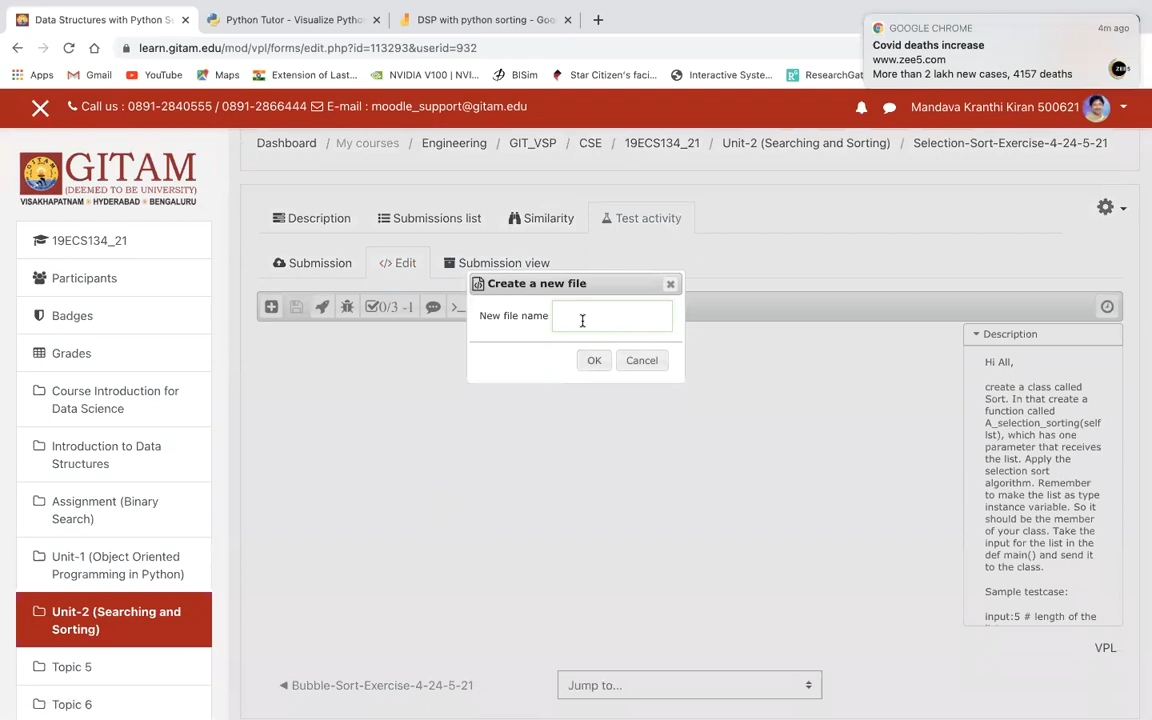 Data Structures with Python S
Python Tutor - Visualize Pytho
DSP with python sorting - Goo
learn.gitam.edu/mod/vpl/forms/edit.php?id=113293&userid=932
GOOGLE CHROME 4m ago
Covid deaths increase
www.zee5.com
More than 2 lakh new cases, 4157 deaths
Apps Gmail YouTube Maps Extension of Last... NVIDIA V100 | NVI... BISim Star Citizen's faci... Interactive Syste... ResearchGat
Call us : 0891-2840555 / 0891-2866444 E-mail : moodle_support@gitam.edu
Mandava Kranthi Kiran 500621
GITAM
(DEEMED TO BE UNIVERSITY)
VISAKHAPATNAM * HYDERABAD * BENGALURU
Dashboard / My courses / Engineering / GIT_VSP / CSE / 19ECS134_21 / Unit-2 (Searching and Sorting) / Selection-Sort-Exercise-4-24-5-21
19ECS134_21
Participants
Badges
Grades
Course Introduction for
Data Science
Introduction to Data
Structures
Assignment (Binary
Search)
Unit-1 (Object Oriented
Programming in Python)
Unit-2 (Searching and
Sorting)
Topic 5
Topic 6
Description Submissions list Similarity Test activity
Submission </> Edit Submission view
0/3 -1
Create a new file
New file name
OK Cancel
Description
Hi All,
create a class called
Sort. In that create a
function called
A_selection_sorting(self
lst), which has one
parameter that receives
the list. Apply the
selection sort
algorithm. Remember
to make the list as type
instance variable. So it
should be the member
of your class. Take the
input for the list in the
def main() and send it
to the class.
Sample testcase:
input:5 # length of the
VPL
◄ Bubble-Sort-Exercise-4-24-5-21
Jump to...